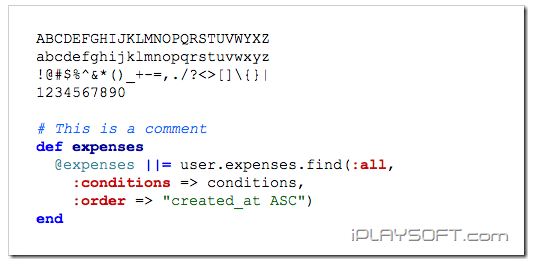 ABCDEFGHIJKLMNOPQRSTUVWYXZ
abcdefghijklmnopqrstuvwxyz
!@#$%^&*()_+-=,./?<>[]\{}|
1234567890
# This is a comment
def expenses
  @expenses ||= user.expenses.find(:all,
    :conditions => conditions,
    :order => "created_at ASC")
end
iPLAYSOFT.com